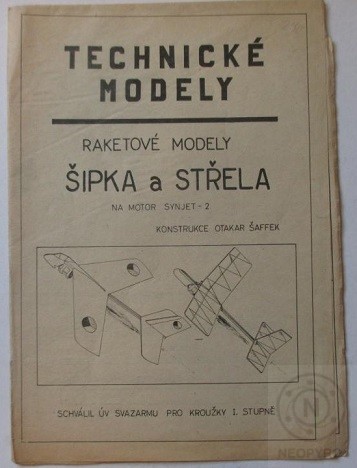 TECHNICKÉ
MODELY
RAKETOVÉ MODELY
ŠIPKA a STŘELA
NA MOTOR SYNJET-2
KONSTRUKCE OTAKAR ŠAFFEK
SCHVÁLIL ÚV SVAZARMU PRO KROUŽKY I. STUPNĚ
N